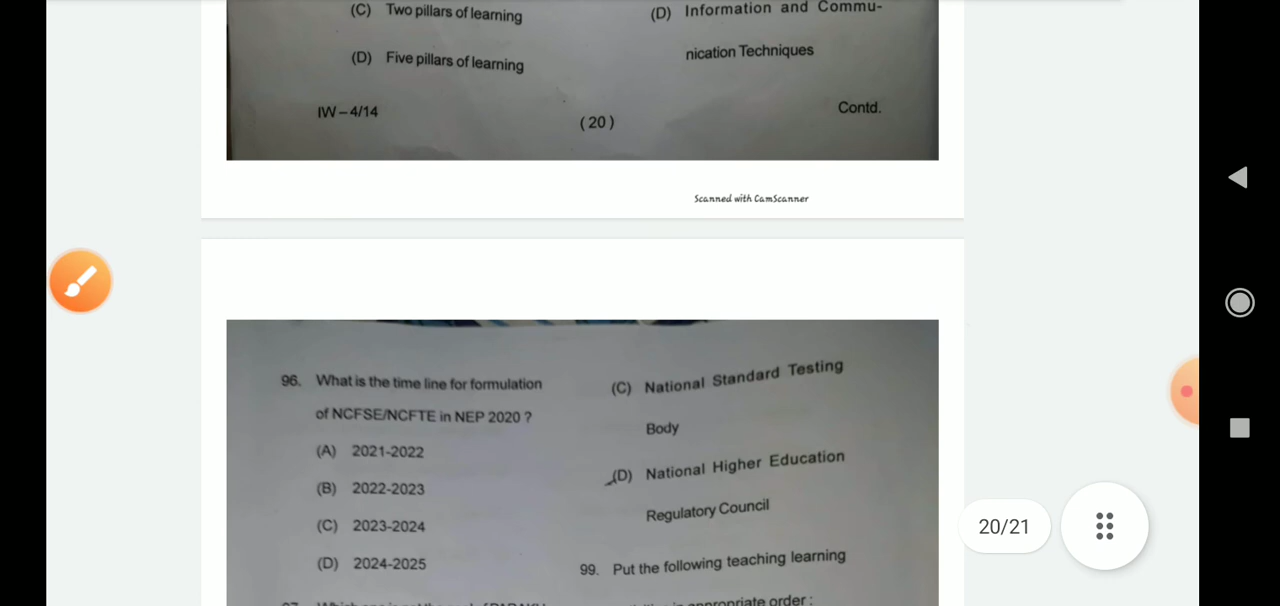 (C) Two pillars of learning
(D) Five pillars of learning
(D) Information and Commu-
nication Techniques
IW – 4/14
( 20 )
Contd.
Scanned with CamScanner
96. What is the time line for formulation
of NCFSE/NCFTE in NEP 2020 ?
(A) 2021-2022
(B) 2022-2023
(C) 2023-2024
(D) 2024-2025
(C) National Standard Testing
Body
(D) National Higher Education
Regulatory Council
99. Put the following teaching learning
appropriate order :
20/21